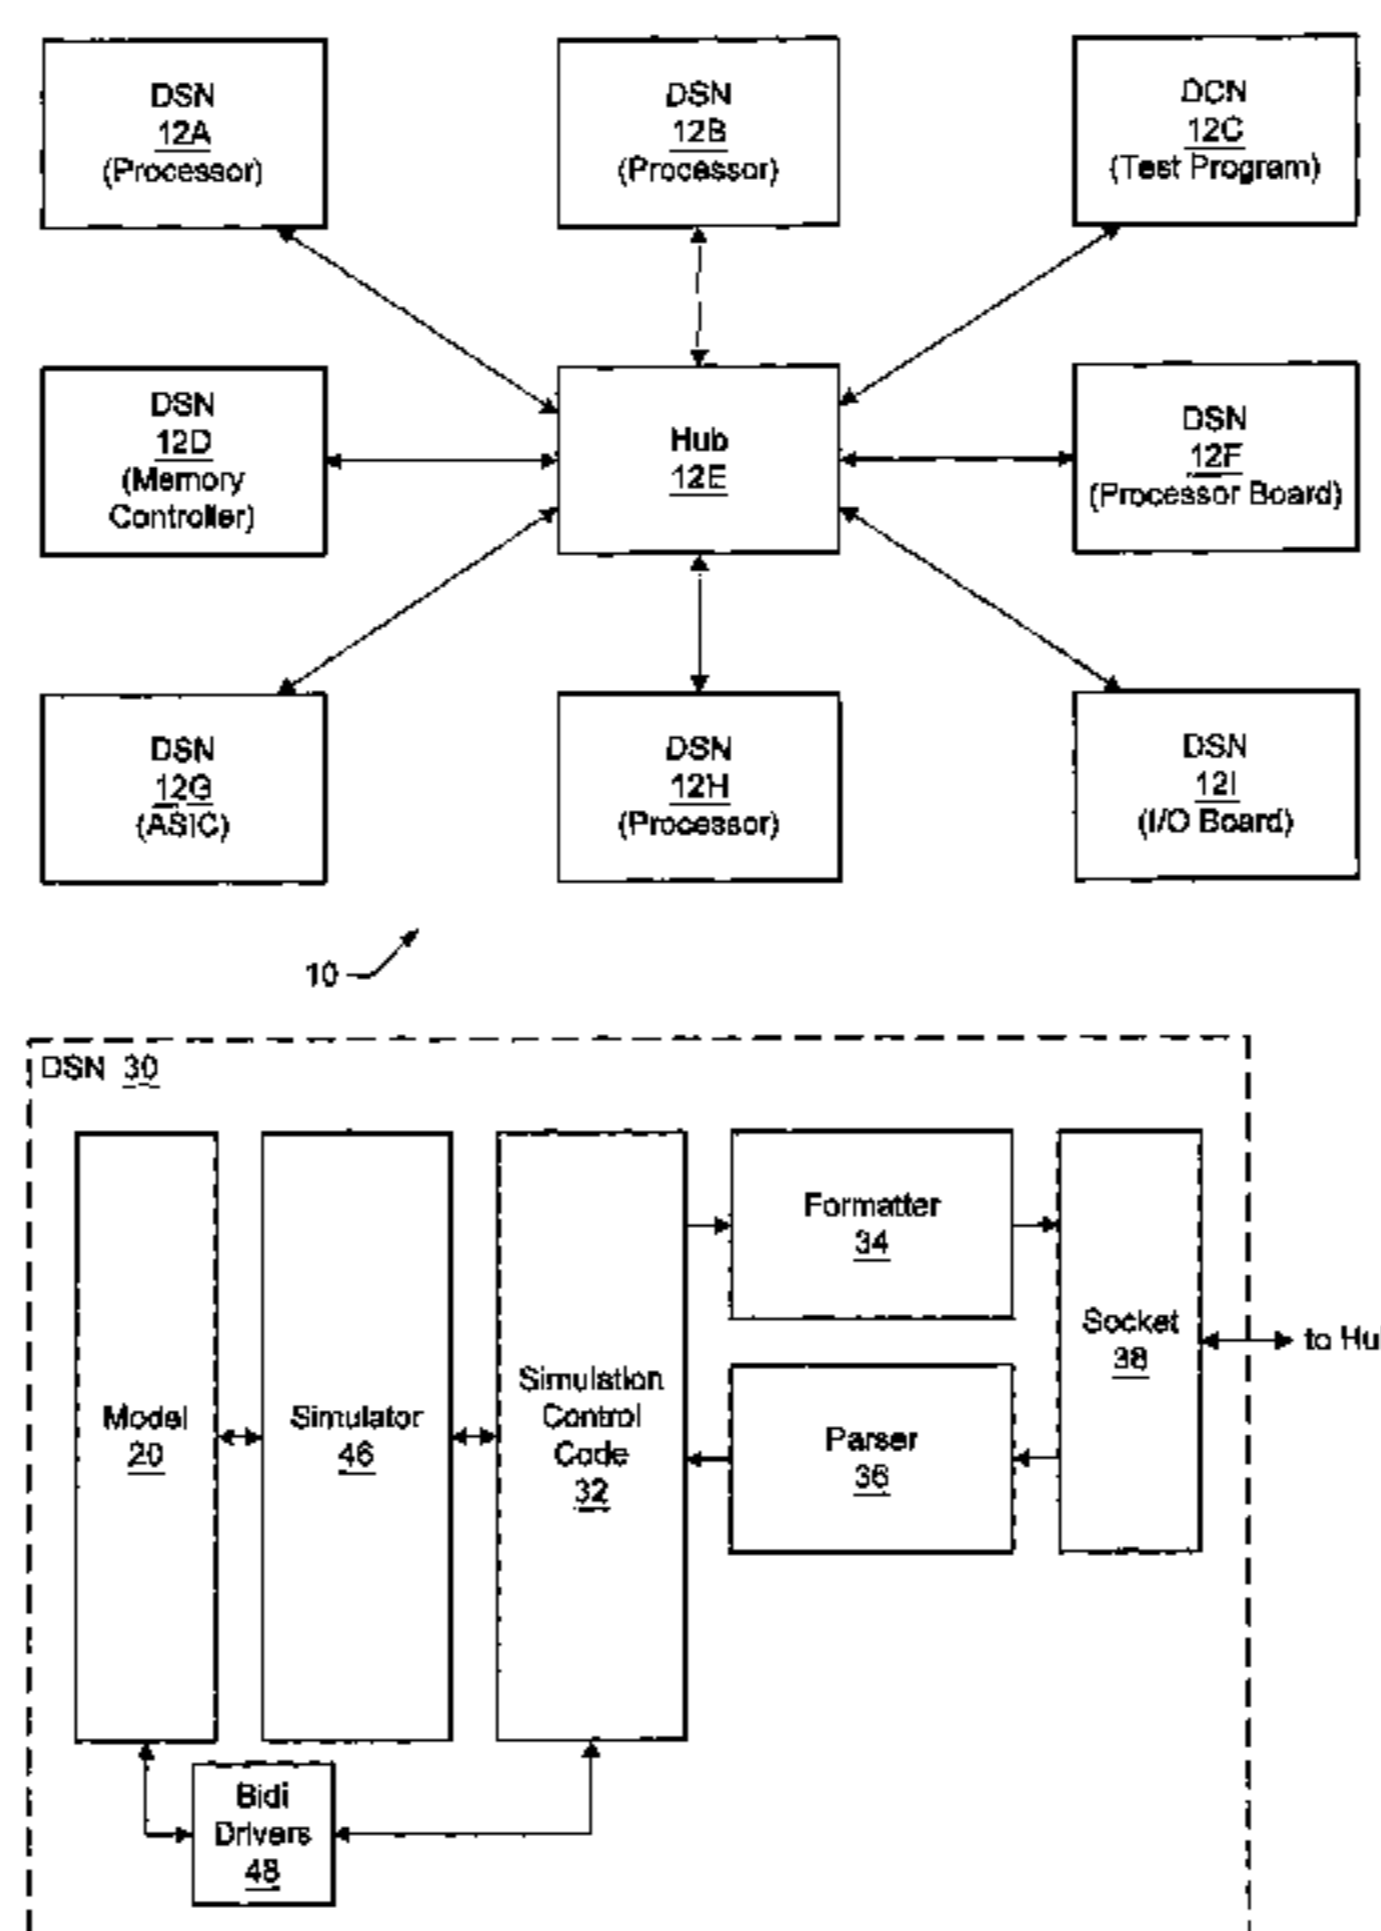 DSN
12A
(Processor)
DSN
12B
(Processor)
DCN
12C
(Test Program)
DSN
12D
(Memory
Controller)
Hub
12E
DSN
12F
(Processor Board)
DSN
12G
(ASIC)
DSN
12H
(Processor)
DSN
12I
(I/O Board)
10
DSN 30
Model
20
Simulator
46
Simulation
Control
Code
32
Formatter
34
Parser
36
Socket
38
to Hu
Bidi
Drivers
48